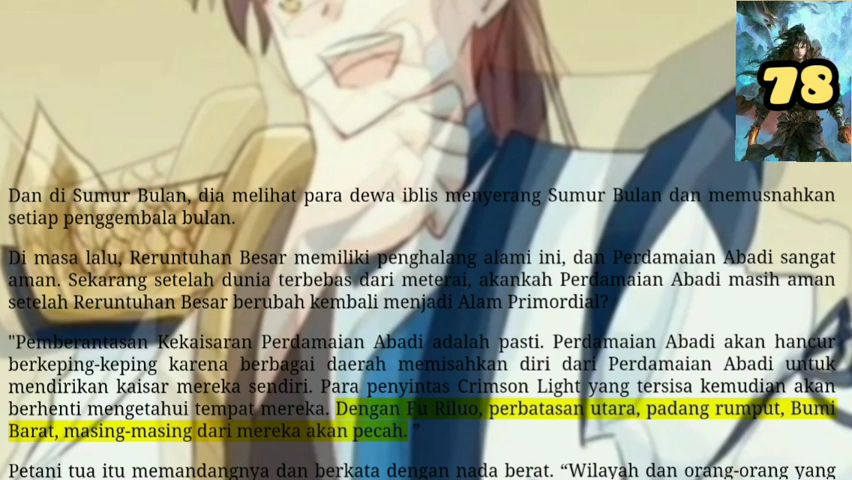 78
Dan di Sumur Bulan, dia melihat para dewa iblis menyerang Sumur Bulan dan memusnahkan
setiap penggembala bulan.
Di masa lalu, Reruntuhan Besar memiliki penghalang alami ini, dan Perdamaian Abadi sangat
aman. Sekarang setelah dunia terbebas dari meterai, akankah Perdamaian Abadi masih aman
setelah Reruntuhan Besar berubah kembali menjadi Alam Primordial?
"Pemberantasan Kekaisaran Perdamaian Abadi adalah pasti. Perdamaian Abadi akan hancur
berkeping-keping karena berbagai daerah memisahkan diri dari Perdamaian Abadi untuk
mendirikan kaisar mereka sendiri. Para penyintas Crimson Light yang tersisa kemudian akan
berhenti mengetahui tempat mereka. Dengan Fu Riluo, perbatasan utara, padang rumput, Bumi
Barat, masing-masing dari mereka akan pecah. ”
Petani tua itu memandangnya dan berkata dengan nada berat. “Wilayah dan orang-orang yang